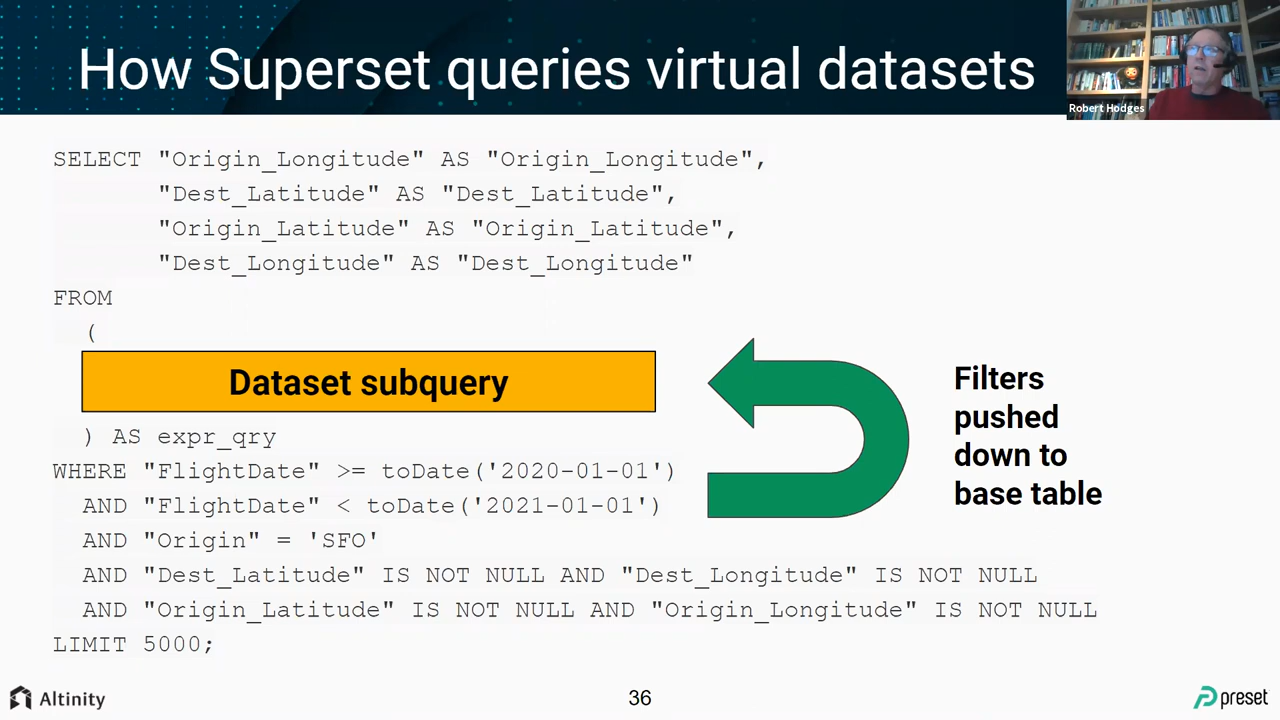 How Superset queries virtual datasets
Robert Hodges
SELECT "Origin_Longitude" AS "Origin_Longitude",
"Dest_Latitude" AS "Dest_Latitude",
"Origin_Latitude" AS "Origin_Latitude",
"Dest_Longitude" AS "Dest_Longitude"
FROM
(
Dataset subquery
) AS expr_qry
WHERE "FlightDate" >= toDate('2020-01-01')
AND "FlightDate" < toDate('2021-01-01')
AND "Origin" = 'SFO'
AND "Dest_Latitude" IS NOT NULL AND "Dest_Longitude" IS NOT NULL
AND "Origin_Latitude" IS NOT NULL AND "Origin_Longitude" IS NOT NULL
LIMIT 5000;
Filters
pushed
down to
base table
Altinity
36
preset